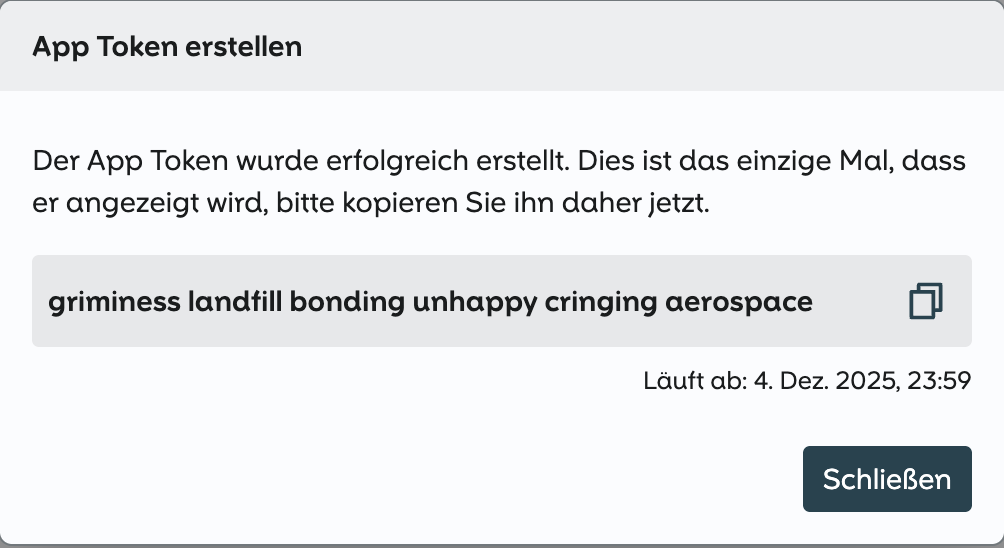 App Token erstellen
Der App Token wurde erfolgreich erstellt. Dies ist das einzige Mal, dass
er angezeigt wird, bitte kopieren Sie ihn daher jetzt.
griminess landfill bonding unhappy cringing aerospace
Läuft ab: 4. Dez. 2025, 23:59
Schließen